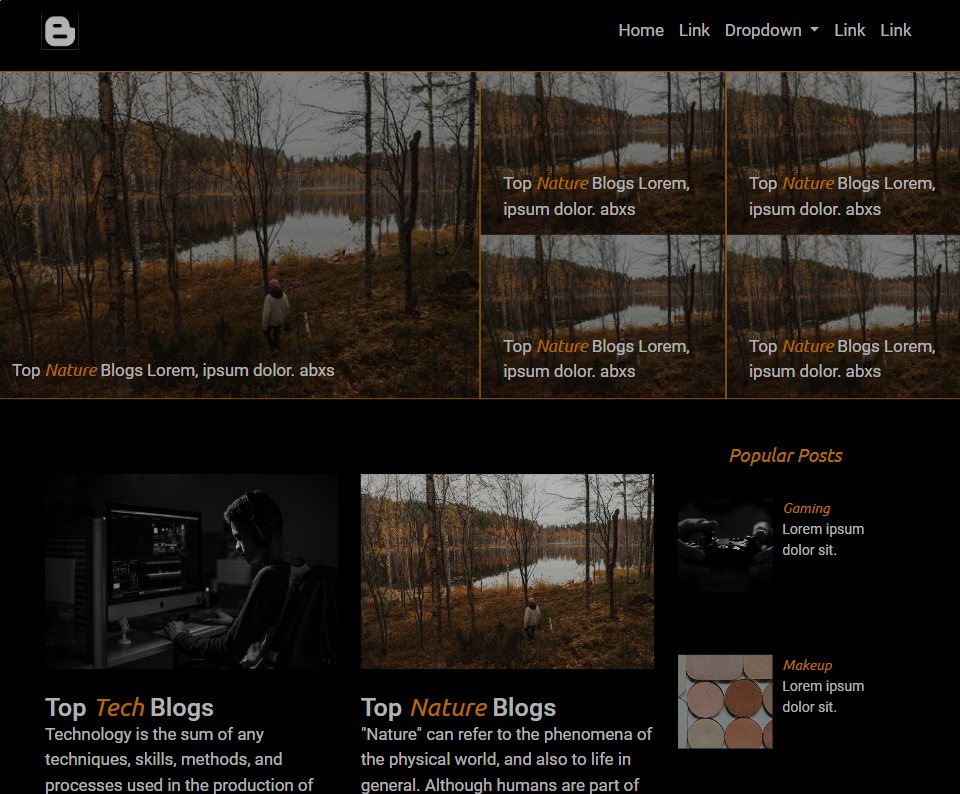 Home Link Dropdown Link Link
Top Nature Blogs Lorem, ipsum dolor. abxs
Top Nature Blogs Lorem,
ipsum dolor. abxs
Top Nature Blogs Lorem,
ipsum dolor. abxs
Top Nature Blogs Lorem,
ipsum dolor. abxs
Top Nature Blogs Lorem,
ipsum dolor. abxs
Top Tech Blogs
Technology is the sum of any
techniques, skills, methods, and
processes used in the production of
Top Nature Blogs
"Nature" can refer to the phenomena of
the physical world, and also to life in
general. Although humans are part of
Popular Posts
Gaming
Lorem ipsum
dolor sit.
Makeup
Lorem ipsum
dolor sit.